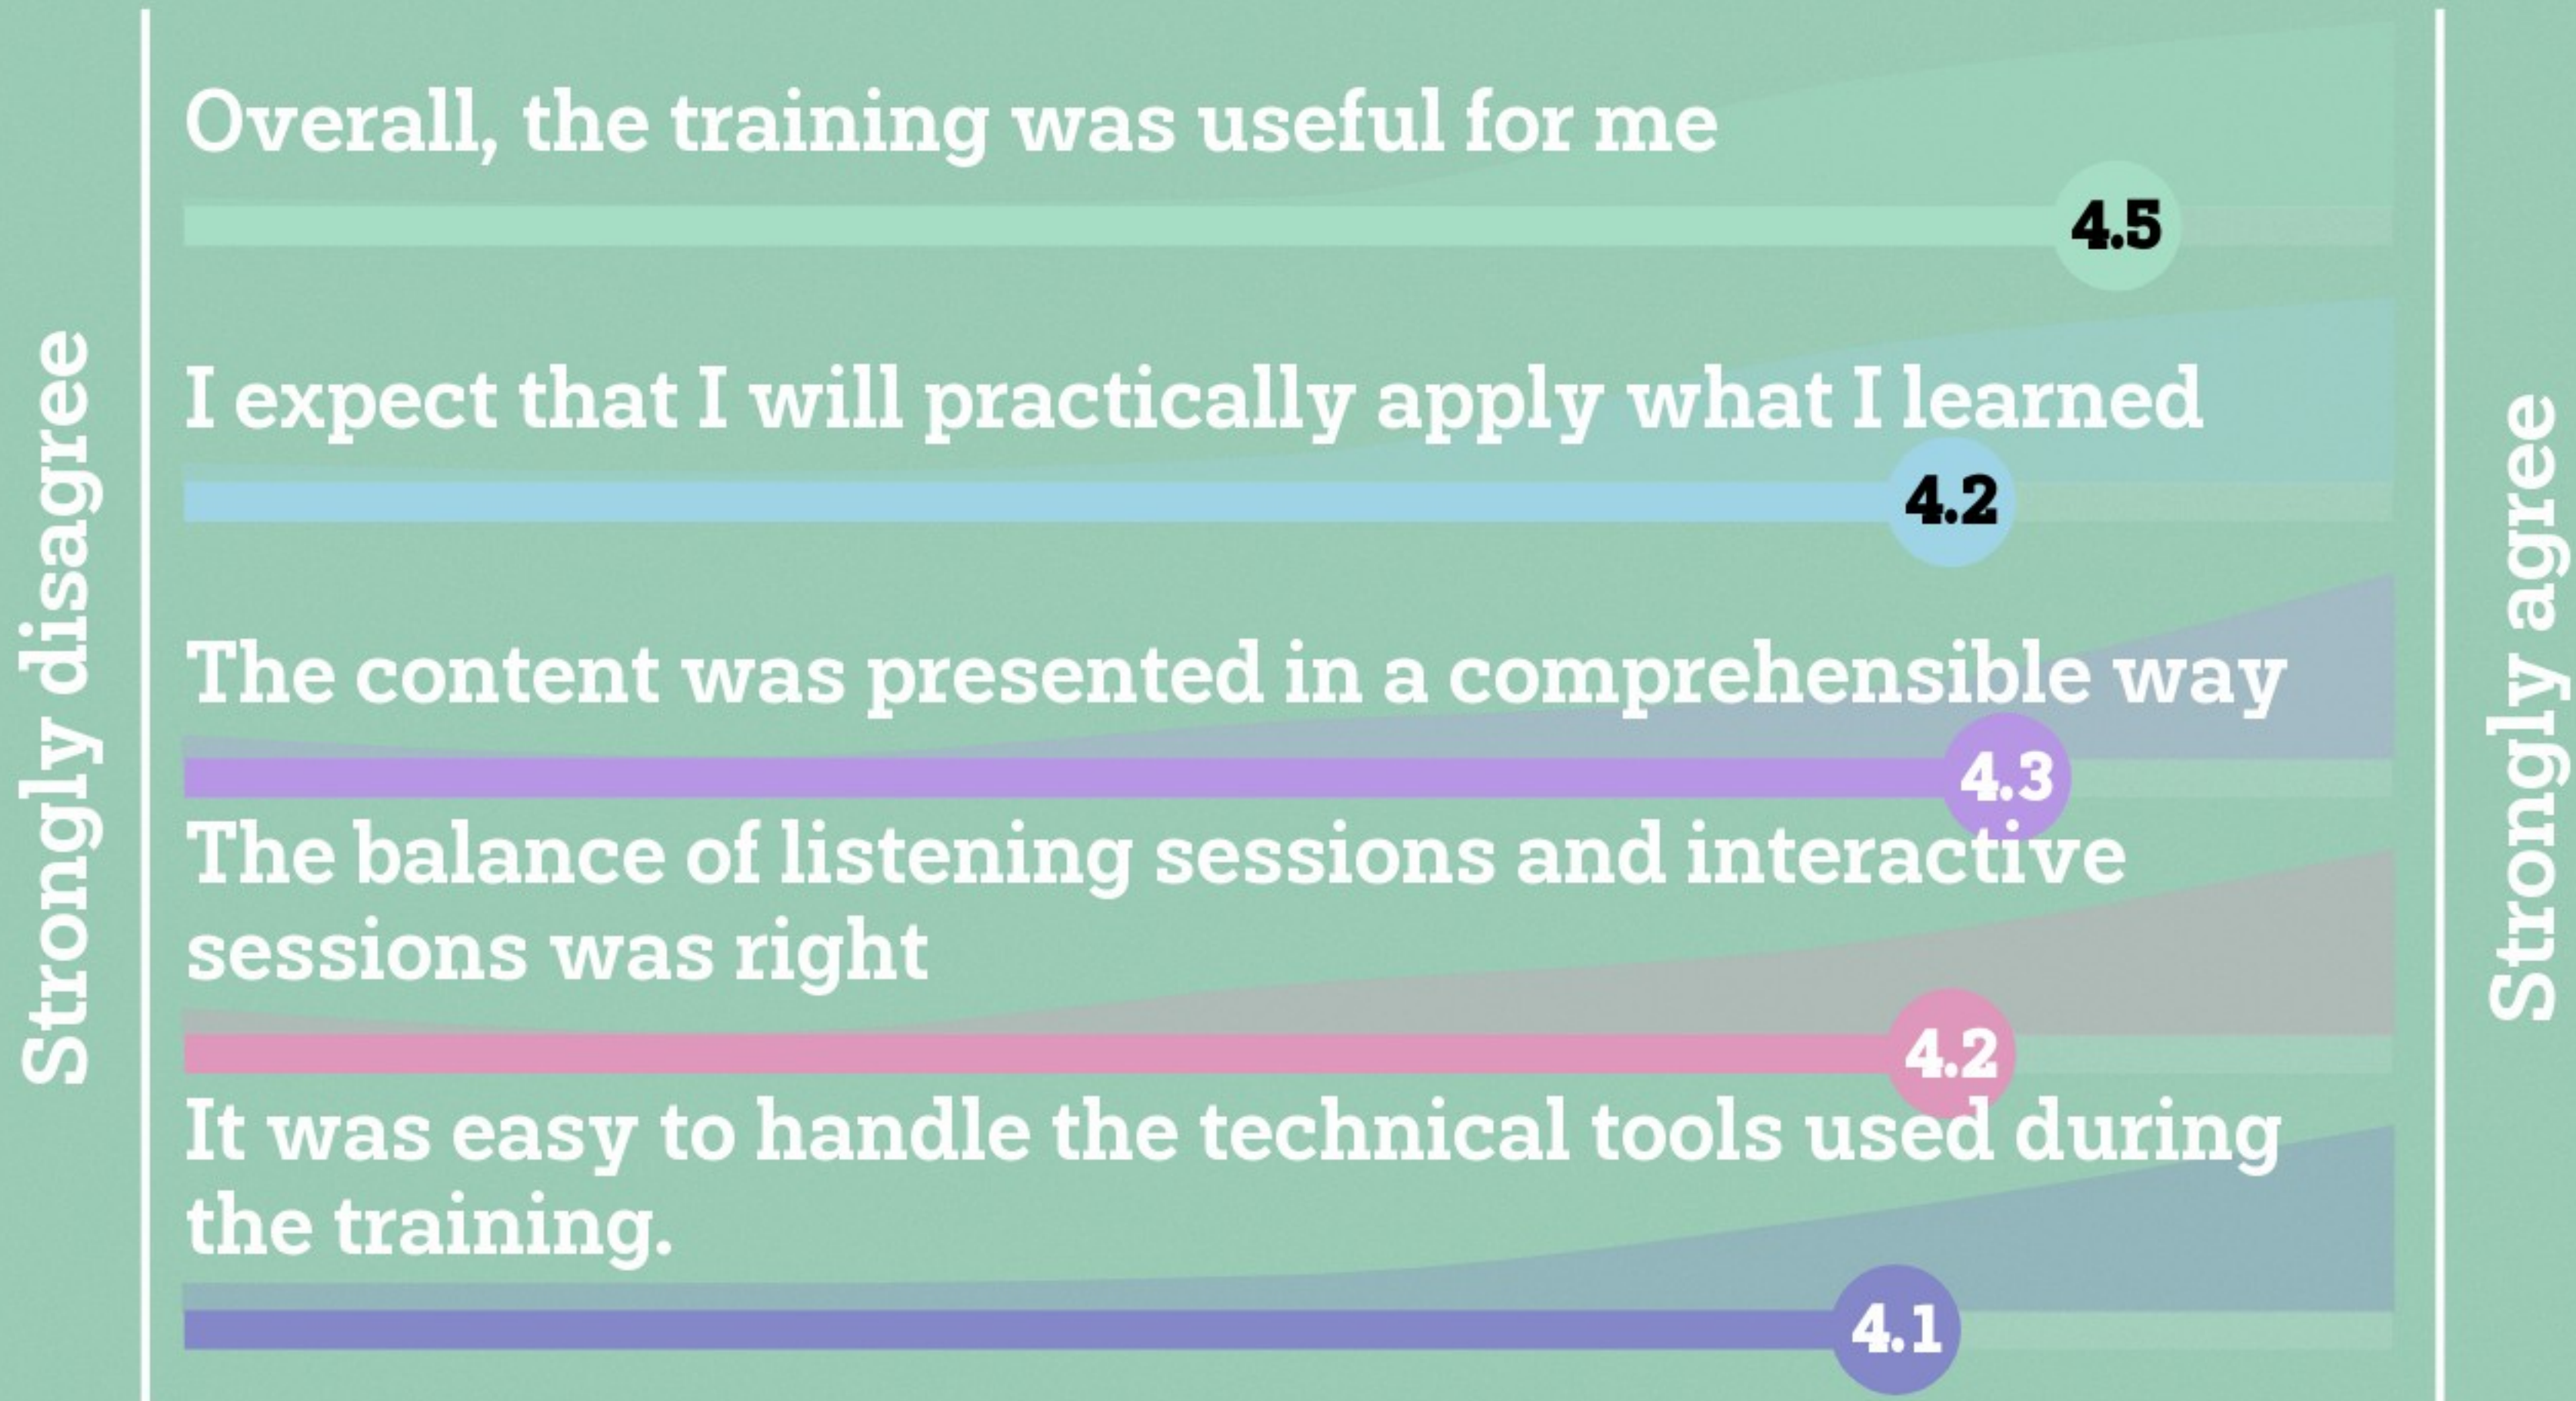 Strongly disagree
Overall, the training was useful for me
4.5
I expect that I will practically apply what I learned
4.2
The content was presented in a comprehensible way
4.3
The balance of listening sessions and interactive
sessions was right
4.2
It was easy to handle the technical tools used during
the training.
4.1
Strongly agree